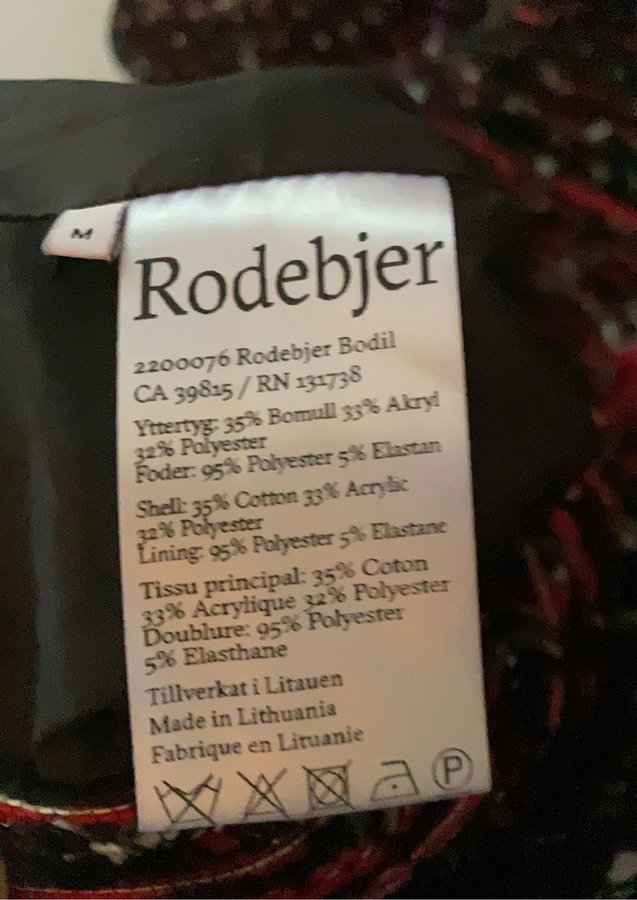 M
Rodebjer
2200076 Rodebjer Bodil
CA 39815 / RN 131738
Yttertyg: 35% Bomull 33% Akryl
32% Polyester
Foder: 95% Polyester 5% Elastan
Shell: 35% Cotton 33% Acrylic
32% Polyester
Lining: 95% Polyester 5% Elastane
Tissu principal: 35% Coton
33% Acrylique 32% Polyester
Doublure: 95% Polyester
5% Elasthane
Tillverkat i Litauen
Made in Lithuania
Fabrique en Lituanie
P